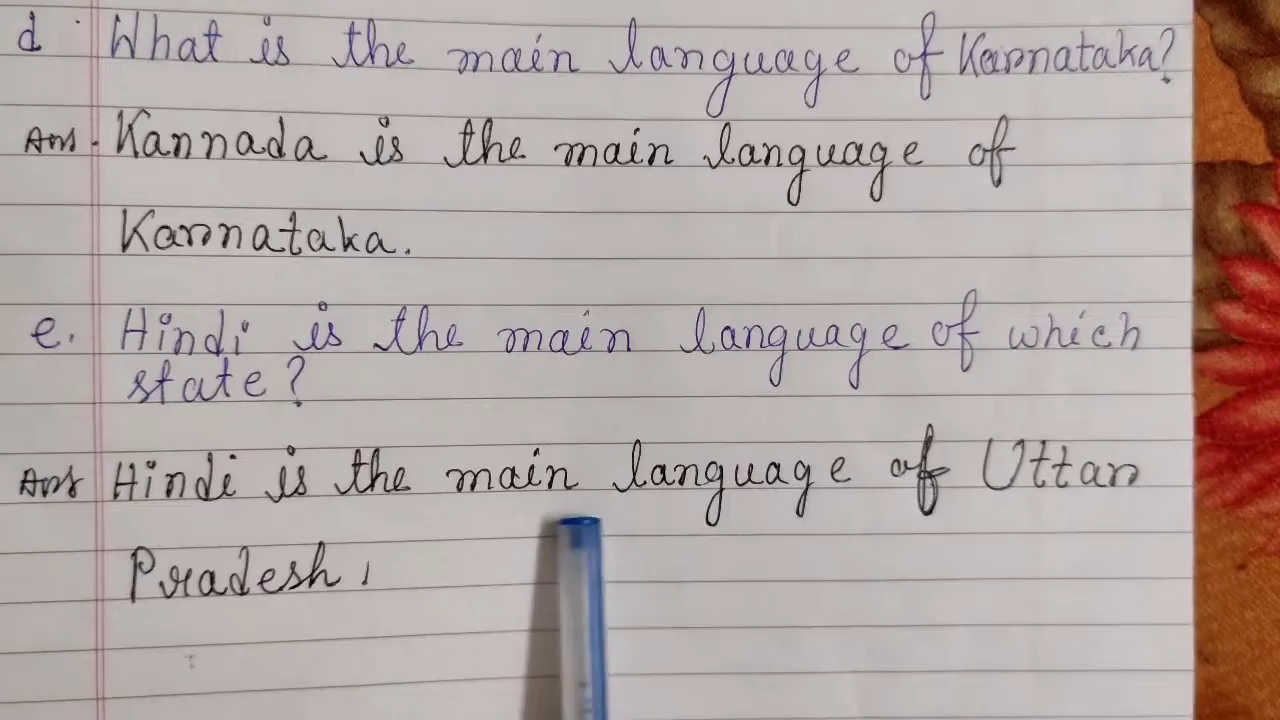 d. What is the main language of Karnataka?
Ans. Kannada is the main language of
Karnataka.
e. Hindi is the main language of which
state?
Ans Hindi is the main language of Uttar
Pradesh.